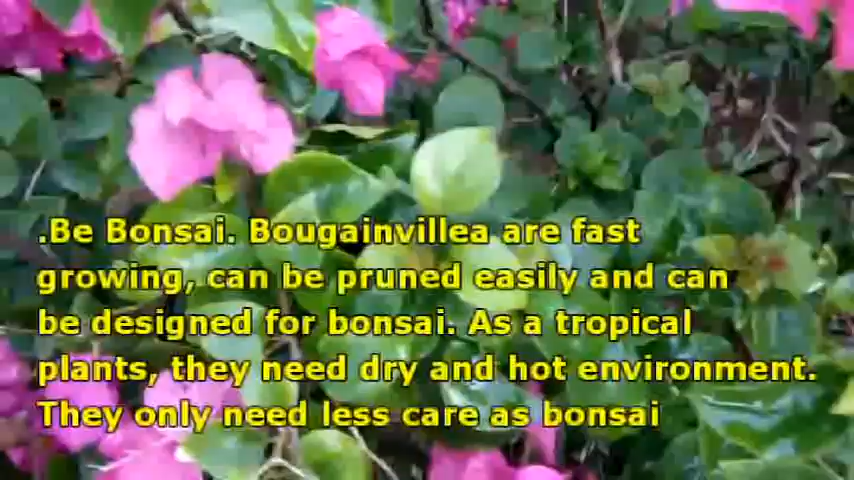 .Be Bonsai. Bougainvillea are fast
growing, can be pruned easily and can
be designed for bonsai. As a tropical
plants, they need dry and hot environment.
They only need less care as bonsai